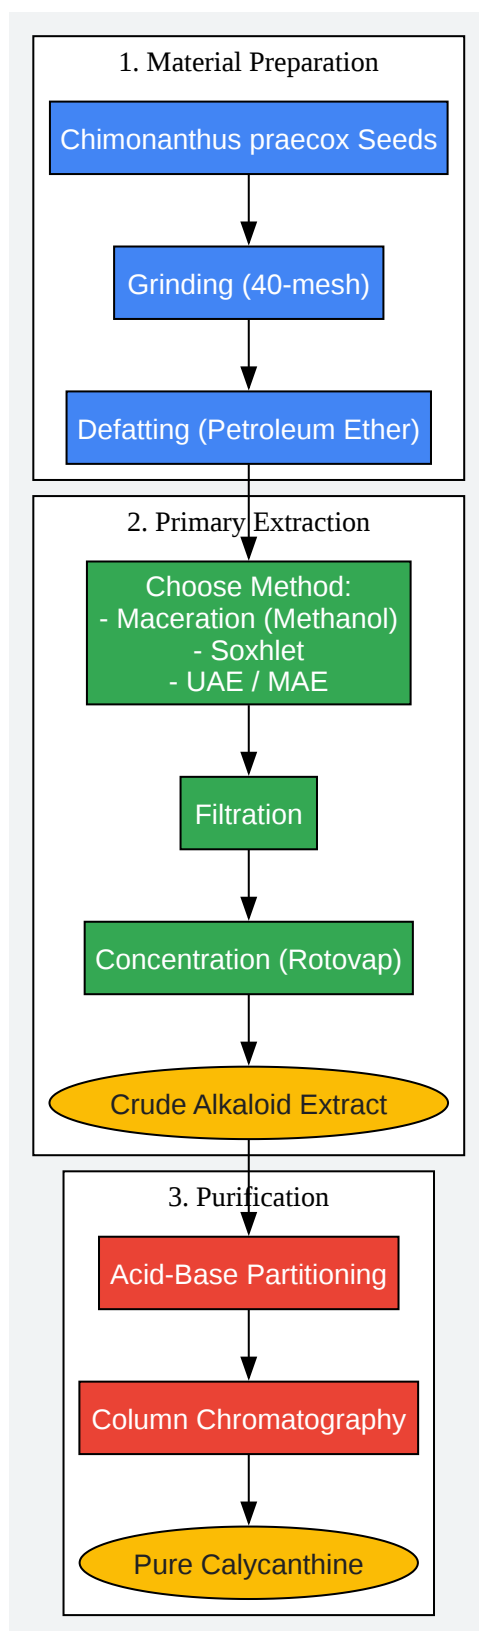 1. Material Preparation
Chimonanthus praecox Seeds
Grinding (40-mesh)
Defatting (Petroleum Ether)
2. Primary Extraction
Choose Method:
- Maceration (Methanol)
- Soxhlet
- UAE / MAE
Filtration
Concentration (Rotovap)
Crude Alkaloid Extract
3. Purification
Acid-Base Partitioning
Column Chromatography
Pure Calycanthine